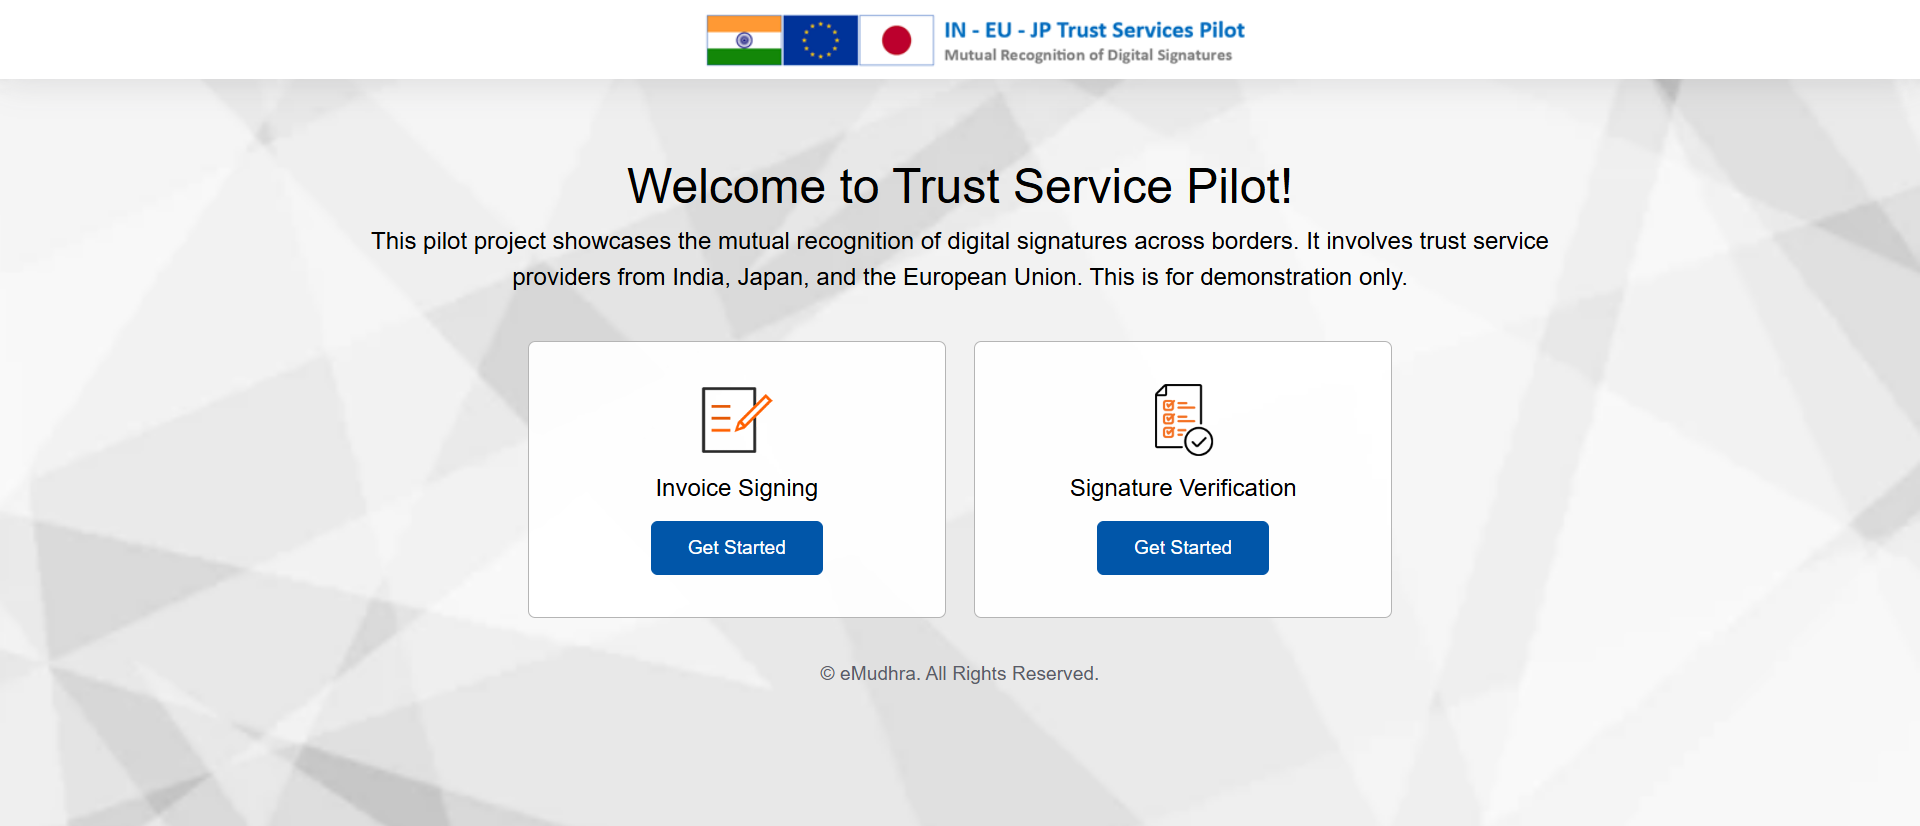 IN - EU - JP Trust Services Pilot
Mutual Recognition of Digital Signatures
Welcome to Trust Service Pilot!
This pilot project showcases the mutual recognition of digital signatures across borders. It involves trust service
providers from India, Japan, and the European Union. This is for demonstration only.
Invoice Signing
Get Started
Signature Verification
Get Started
© eMudhra. All Rights Reserved.